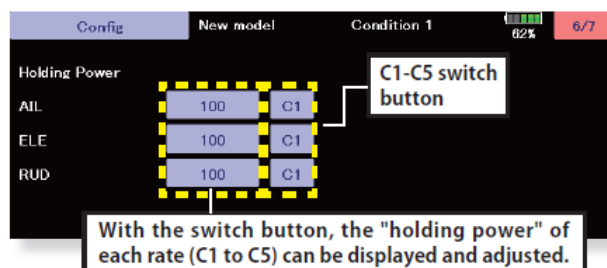 Config New model Condition 1 62% 6/7
Holding Power
AIL 100 C1
ELE 100 C1
RUD 100 C1
C1-C5 switch
button
With the switch button, the "holding power" of
each rate (C1 to C5) can be displayed and adjusted.